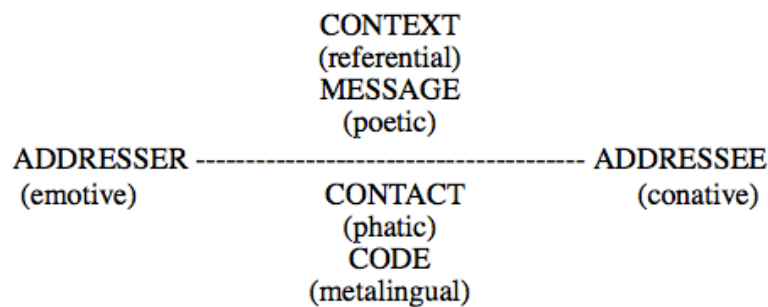 CONTEXT
(referential)
MESSAGE
(poetic)
ADDRESSER --------------------------------------- ADDRESSEE
(emotive) CONTACT (conative)
(phatic)
CODE
(metalingual)